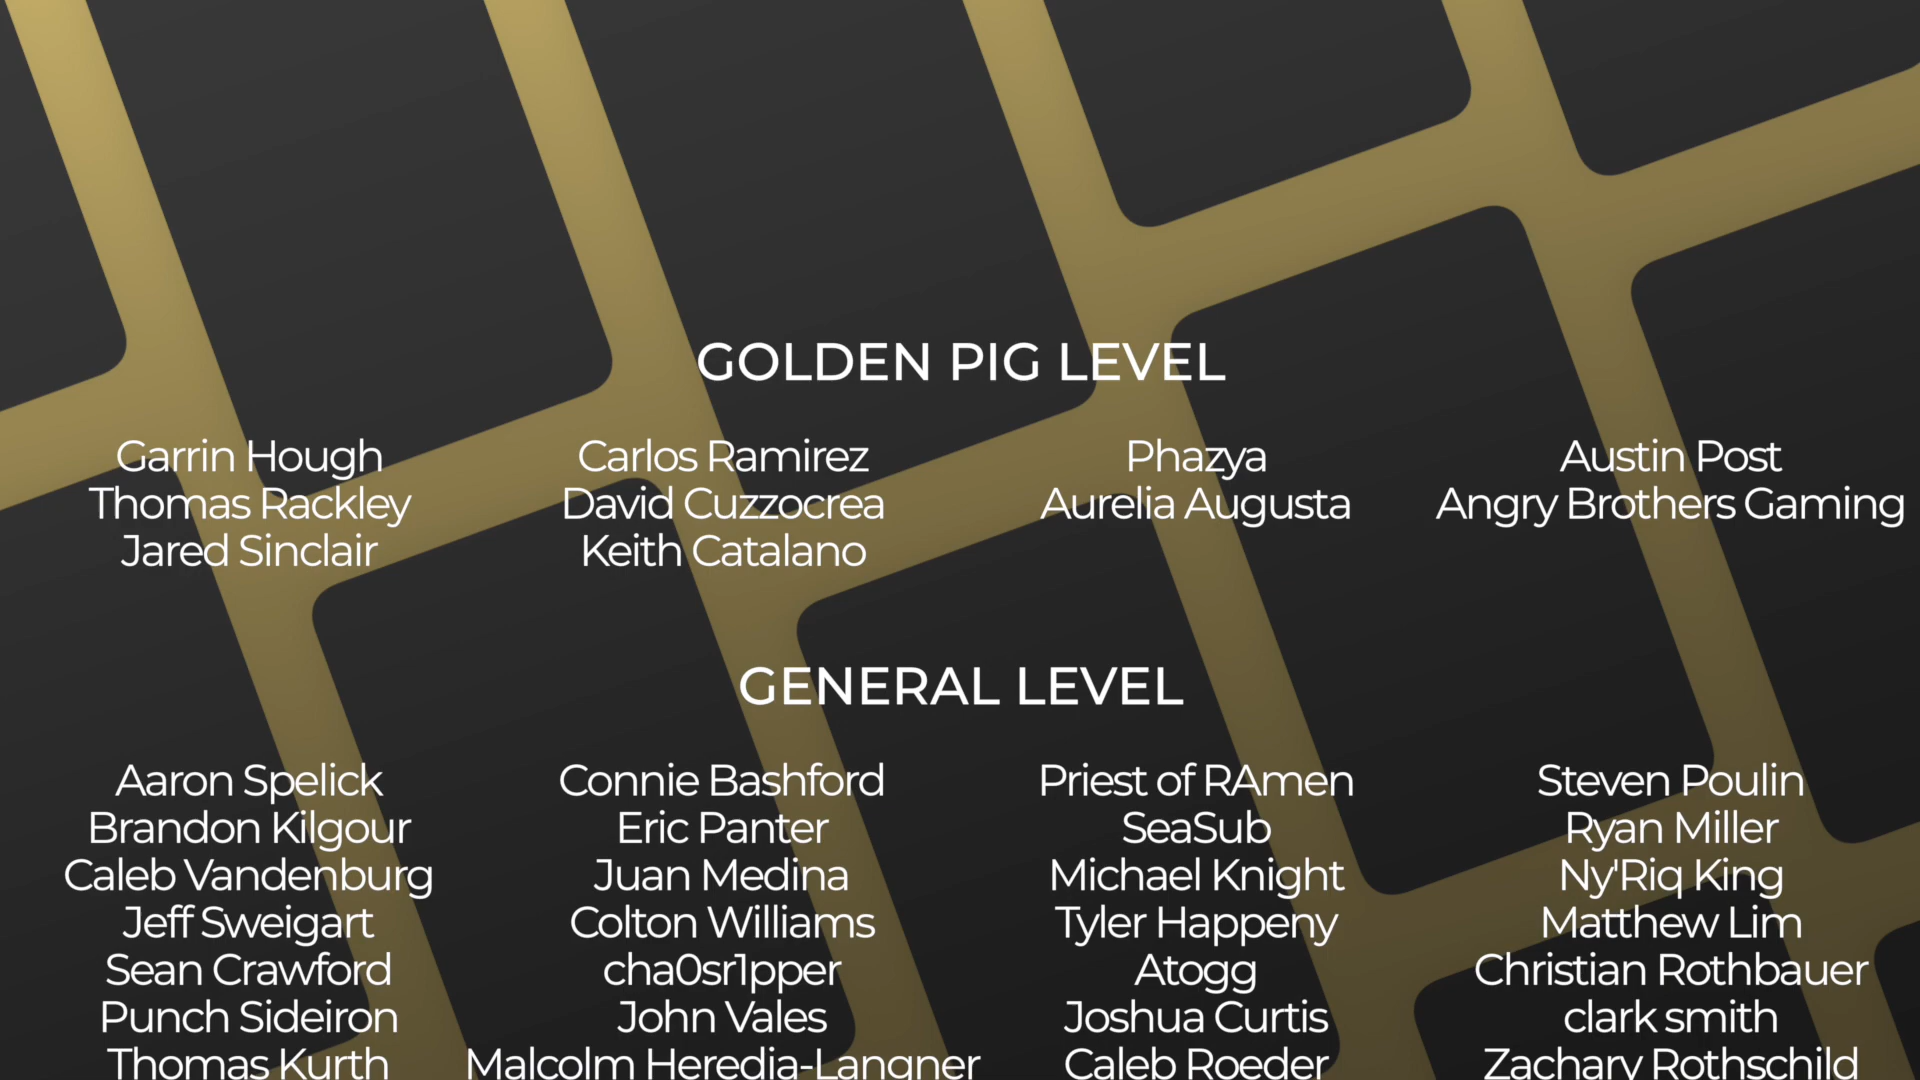 GOLDEN PIG LEVEL
Garrin Hough Carlos Ramirez Phazya Austin Post
Thomas Rackley David Cuzzocrea Aurelia Augusta Angry Brothers Gaming
Jared Sinclair Keith Catalano
GENERAL LEVEL
Aaron Spelick Connie Bashford Priest of RAmen Steven Poulin
Brandon Kilgour Eric Panter SeaSub Ryan Miller
Caleb Vandenburg Juan Medina Michael Knight Ny'Riq King
Jeff Sweigart Colton Williams Tyler Happeny Matthew Lim
Sean Crawford cha0sr1pper Atogg Christian Rothbauer
Punch Sideiron John Vales Joshua Curtis clark smith
Thomas Kurth Malcolm Heredia-Langner Caleb Roeder Zachary Rothschild